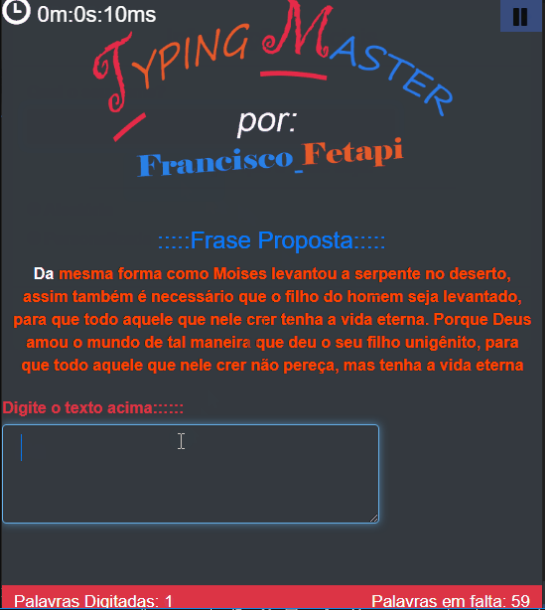 0m:0s:10ms
TYPING MASTER
por:
Francisco_Fetapi
:::::Frase Proposta:::::
Da mesma forma como Moises levantou a serpente no deserto,
assim também é necessário que o filho do homem seja levantado,
para que todo aquele que nele crer tenha a vida eterna. Porque Deus
amou o mundo de tal maneira que deu o seu filho unigênito, para
que todo aquele que nele crer não pereça, mas tenha a vida eterna
Digite o texto acima::::::
Palavras Digitadas: 1
Palavras em falta: 59